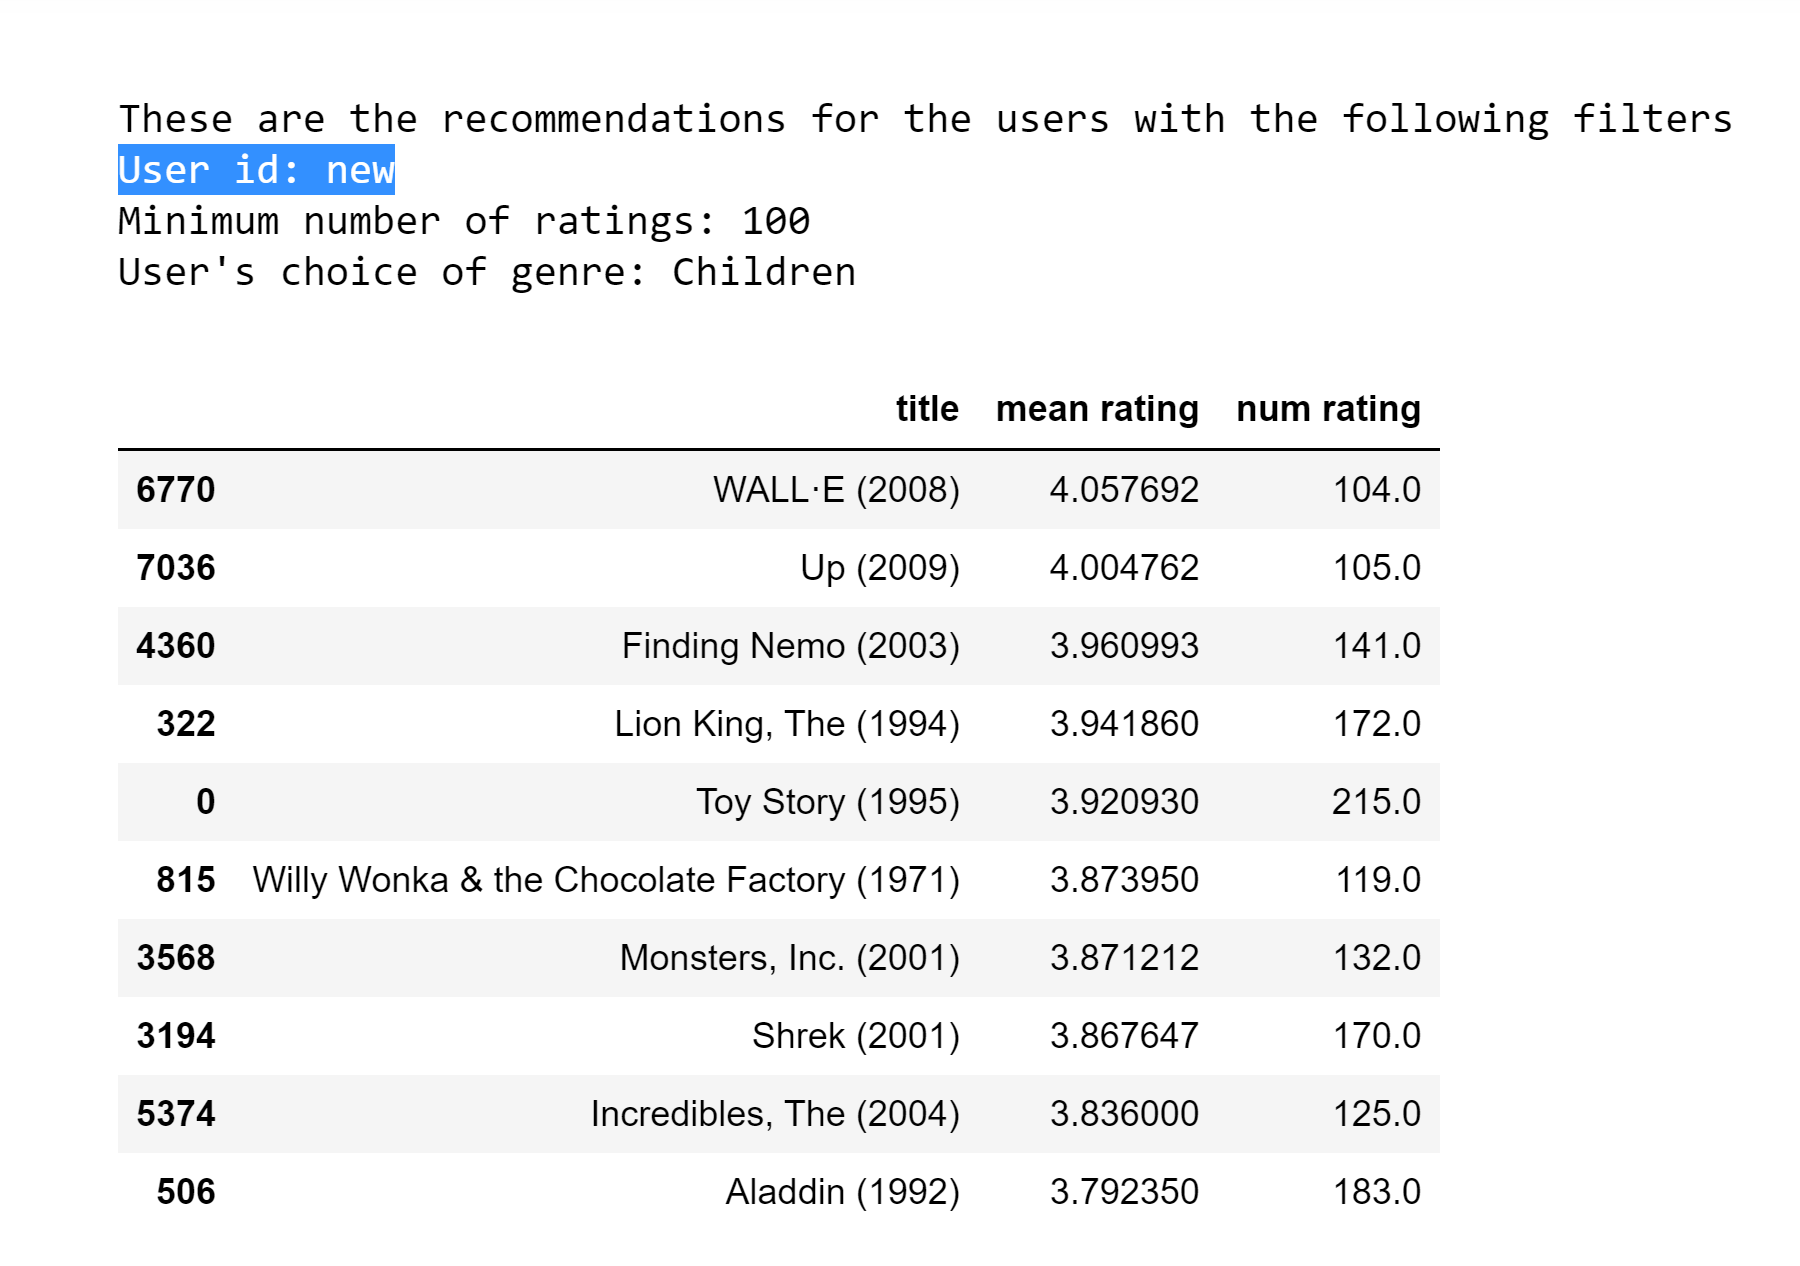 These are the recommendations for the users with the following filters
User id: new
Minimum number of ratings: 100
User's choice of genre: Children
title mean rating num rating
6770 WALL·E (2008) 4.057692 104.0
7036 Up (2009) 4.004762 105.0
4360 Finding Nemo (2003) 3.960993 141.0
322 Lion King, The (1994) 3.941860 172.0
0 Toy Story (1995) 3.920930 215.0
815 Willy Wonka & the Chocolate Factory (1971) 3.873950 119.0
3568 Monsters, Inc. (2001) 3.871212 132.0
3194 Shrek (2001) 3.867647 170.0
5374 Incredibles, The (2004) 3.836000 125.0
506 Aladdin (1992) 3.792350 183.0